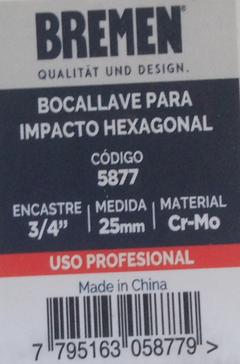 BREMEN®
QUALITÄT UND DESIGN.
BOCALLAVE PARA
IMPACTO HEXAGONAL
CÓDIGO
5877
ENCASTRE | MEDIDA | MATERIAL
3/4” | 25mm | Cr-Mo
USO PROFESIONAL
Made in China
7 795163 058779 >